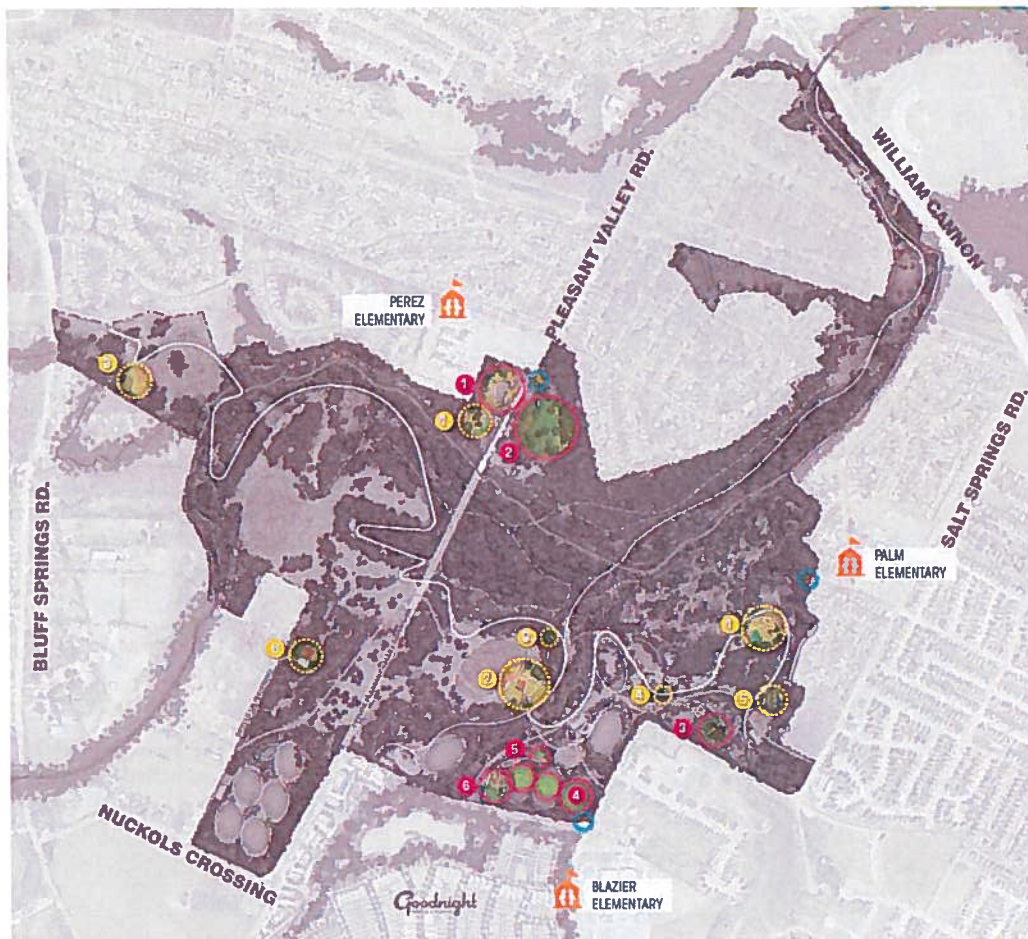 WILLIAM CANNON
PLEASANT VALLEY RD.
PEREZ
ELEMENTARY
1
2
BLUFF SPRINGS RD.
SALT SPRINGS RD.
PALM
ELEMENTARY
1
2
4
5
3
5
6
4
NUCKOLS CROSSING
Goodnight
BLAZIER
ELEMENTARY